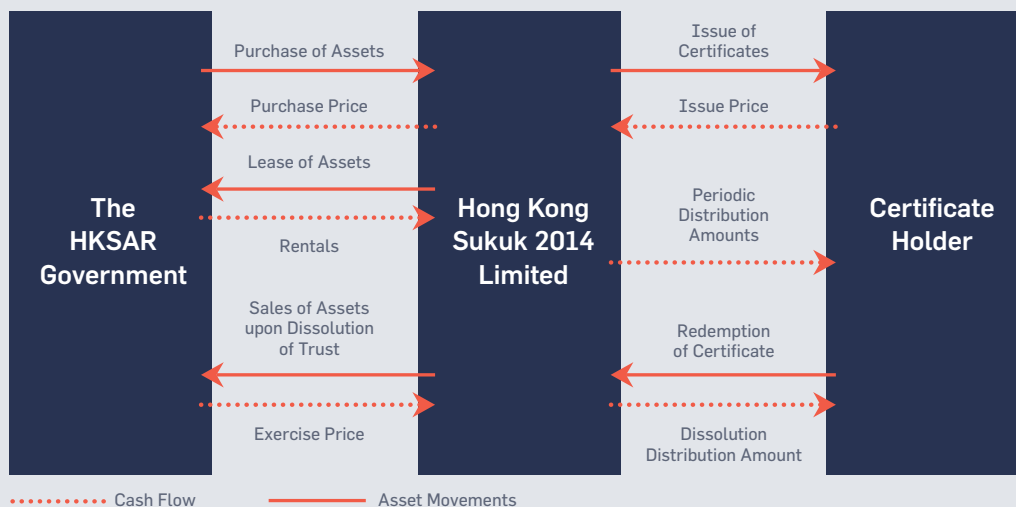 Purchase of Assets
Purchase Price
Lease of Assets
Rentals
Sales of Assets
upon Dissolution
of Trust
Exercise Price
The
HKSAR
Government
Hong Kong
Sukuk 2014
Limited
Issue of
Certificates
Issue Price
Periodic
Distribution
Amounts
Redemption
of Certificate
Dissolution
Distribution Amount
Certificate
Holder
Cash Flow
Asset Movements